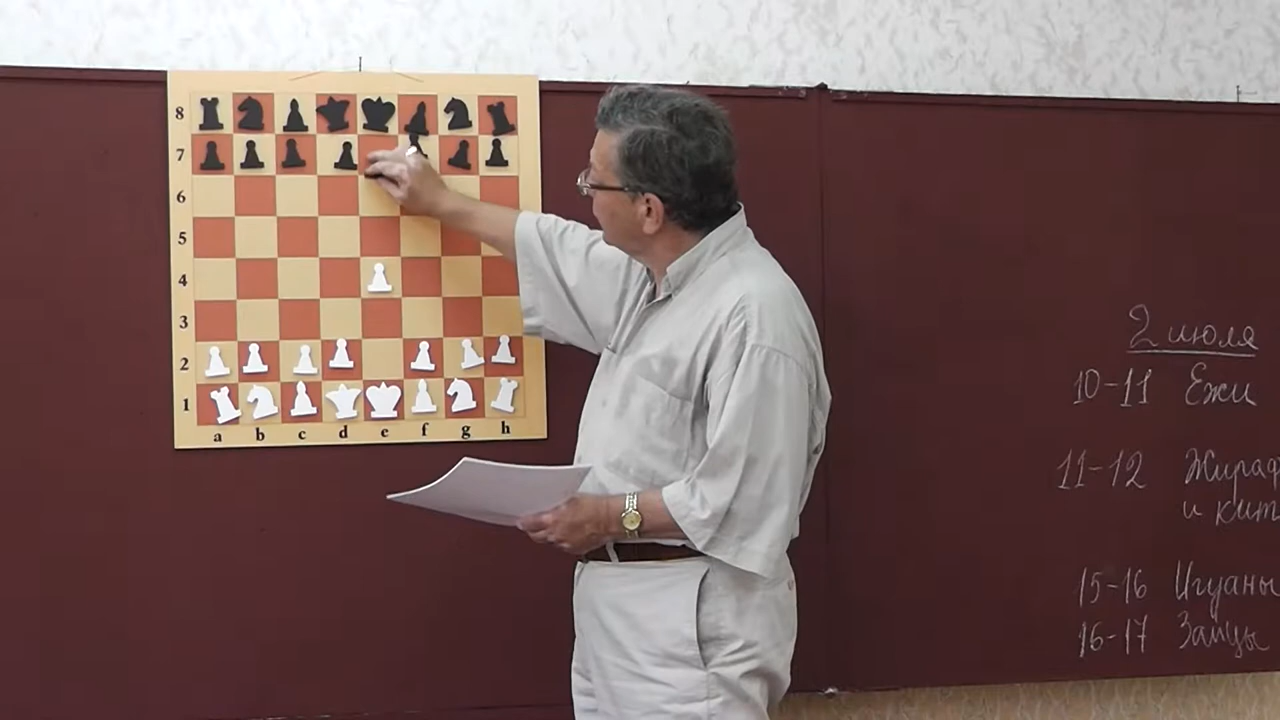 8
7
6
5
4
3
2
1
a b c d e f g h
2 июля
10-11 Ежи
11-12 Жираф
и кит
15-16 Игуаны
16-17 Зайцы